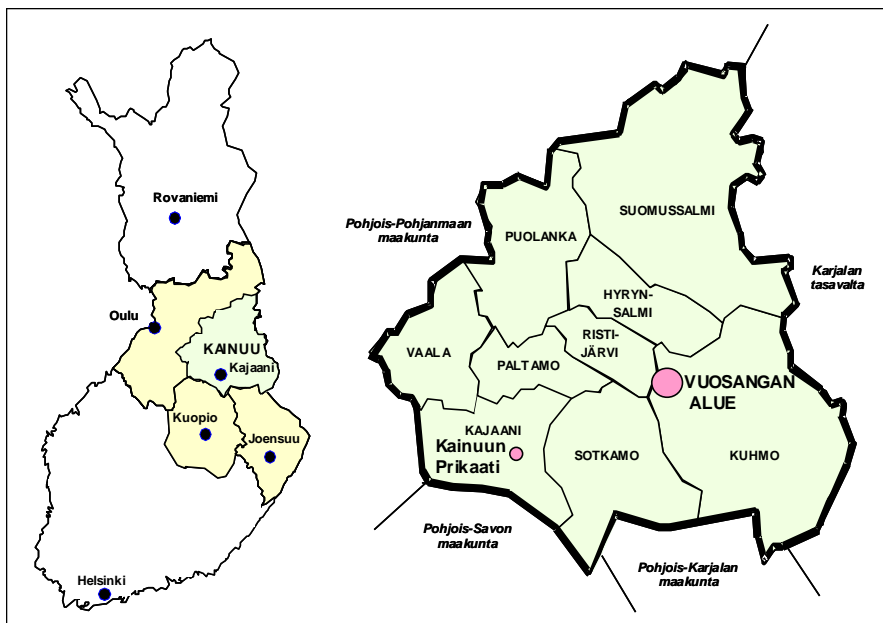 Rovaniemi
Oulu
KAINUU
Kajaani
Kuopio
Joensuu
Helsinki
Pohjois-Pohjanmaan
maakunta
SUOMUSSALMI
PUOLANKA
Karjalan
tasavalta
HYRYN-
SALMI
RISTI-
JÄRVI
VAALA
PALTAMO
VUOSANGAN
ALUE
KAJAANI
Kainuun
Prikaati
SOTKAMO
KUHMO
Pohjois-Savon
maakunta
Pohjois-Karjalan
maakunta